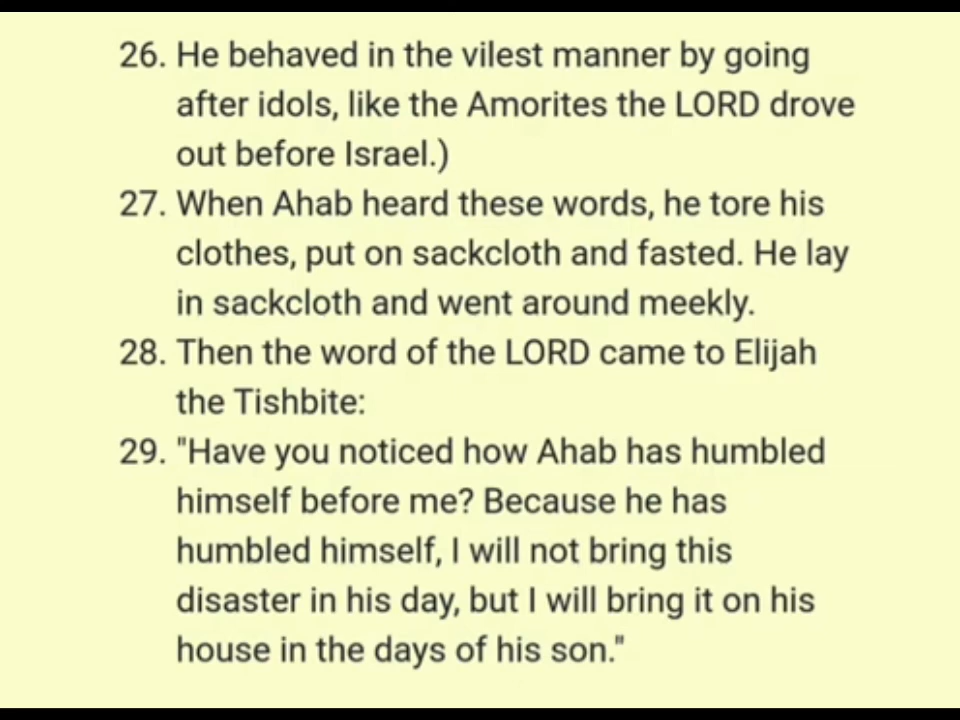 26. He behaved in the vilest manner by going
after idols, like the Amorites the LORD drove
out before Israel.)
27. When Ahab heard these words, he tore his
clothes, put on sackcloth and fasted. He lay
in sackcloth and went around meekly.
28. Then the word of the LORD came to Elijah
the Tishbite:
29. "Have you noticed how Ahab has humbled
himself before me? Because he has
humbled himself, I will not bring this
disaster in his day, but I will bring it on his
house in the days of his son."